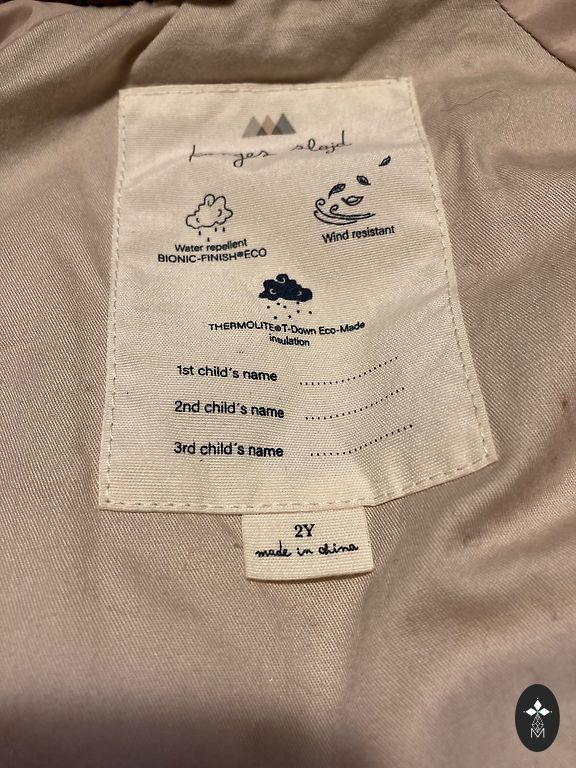 konges sløjd
Water repellent
BIONIC-FINISH®ECO
Wind resistant
THERMOLITE®T-Down Eco-Made
insulation
1st child's name
2nd child's name
3rd child's name
2Y
made in china
M